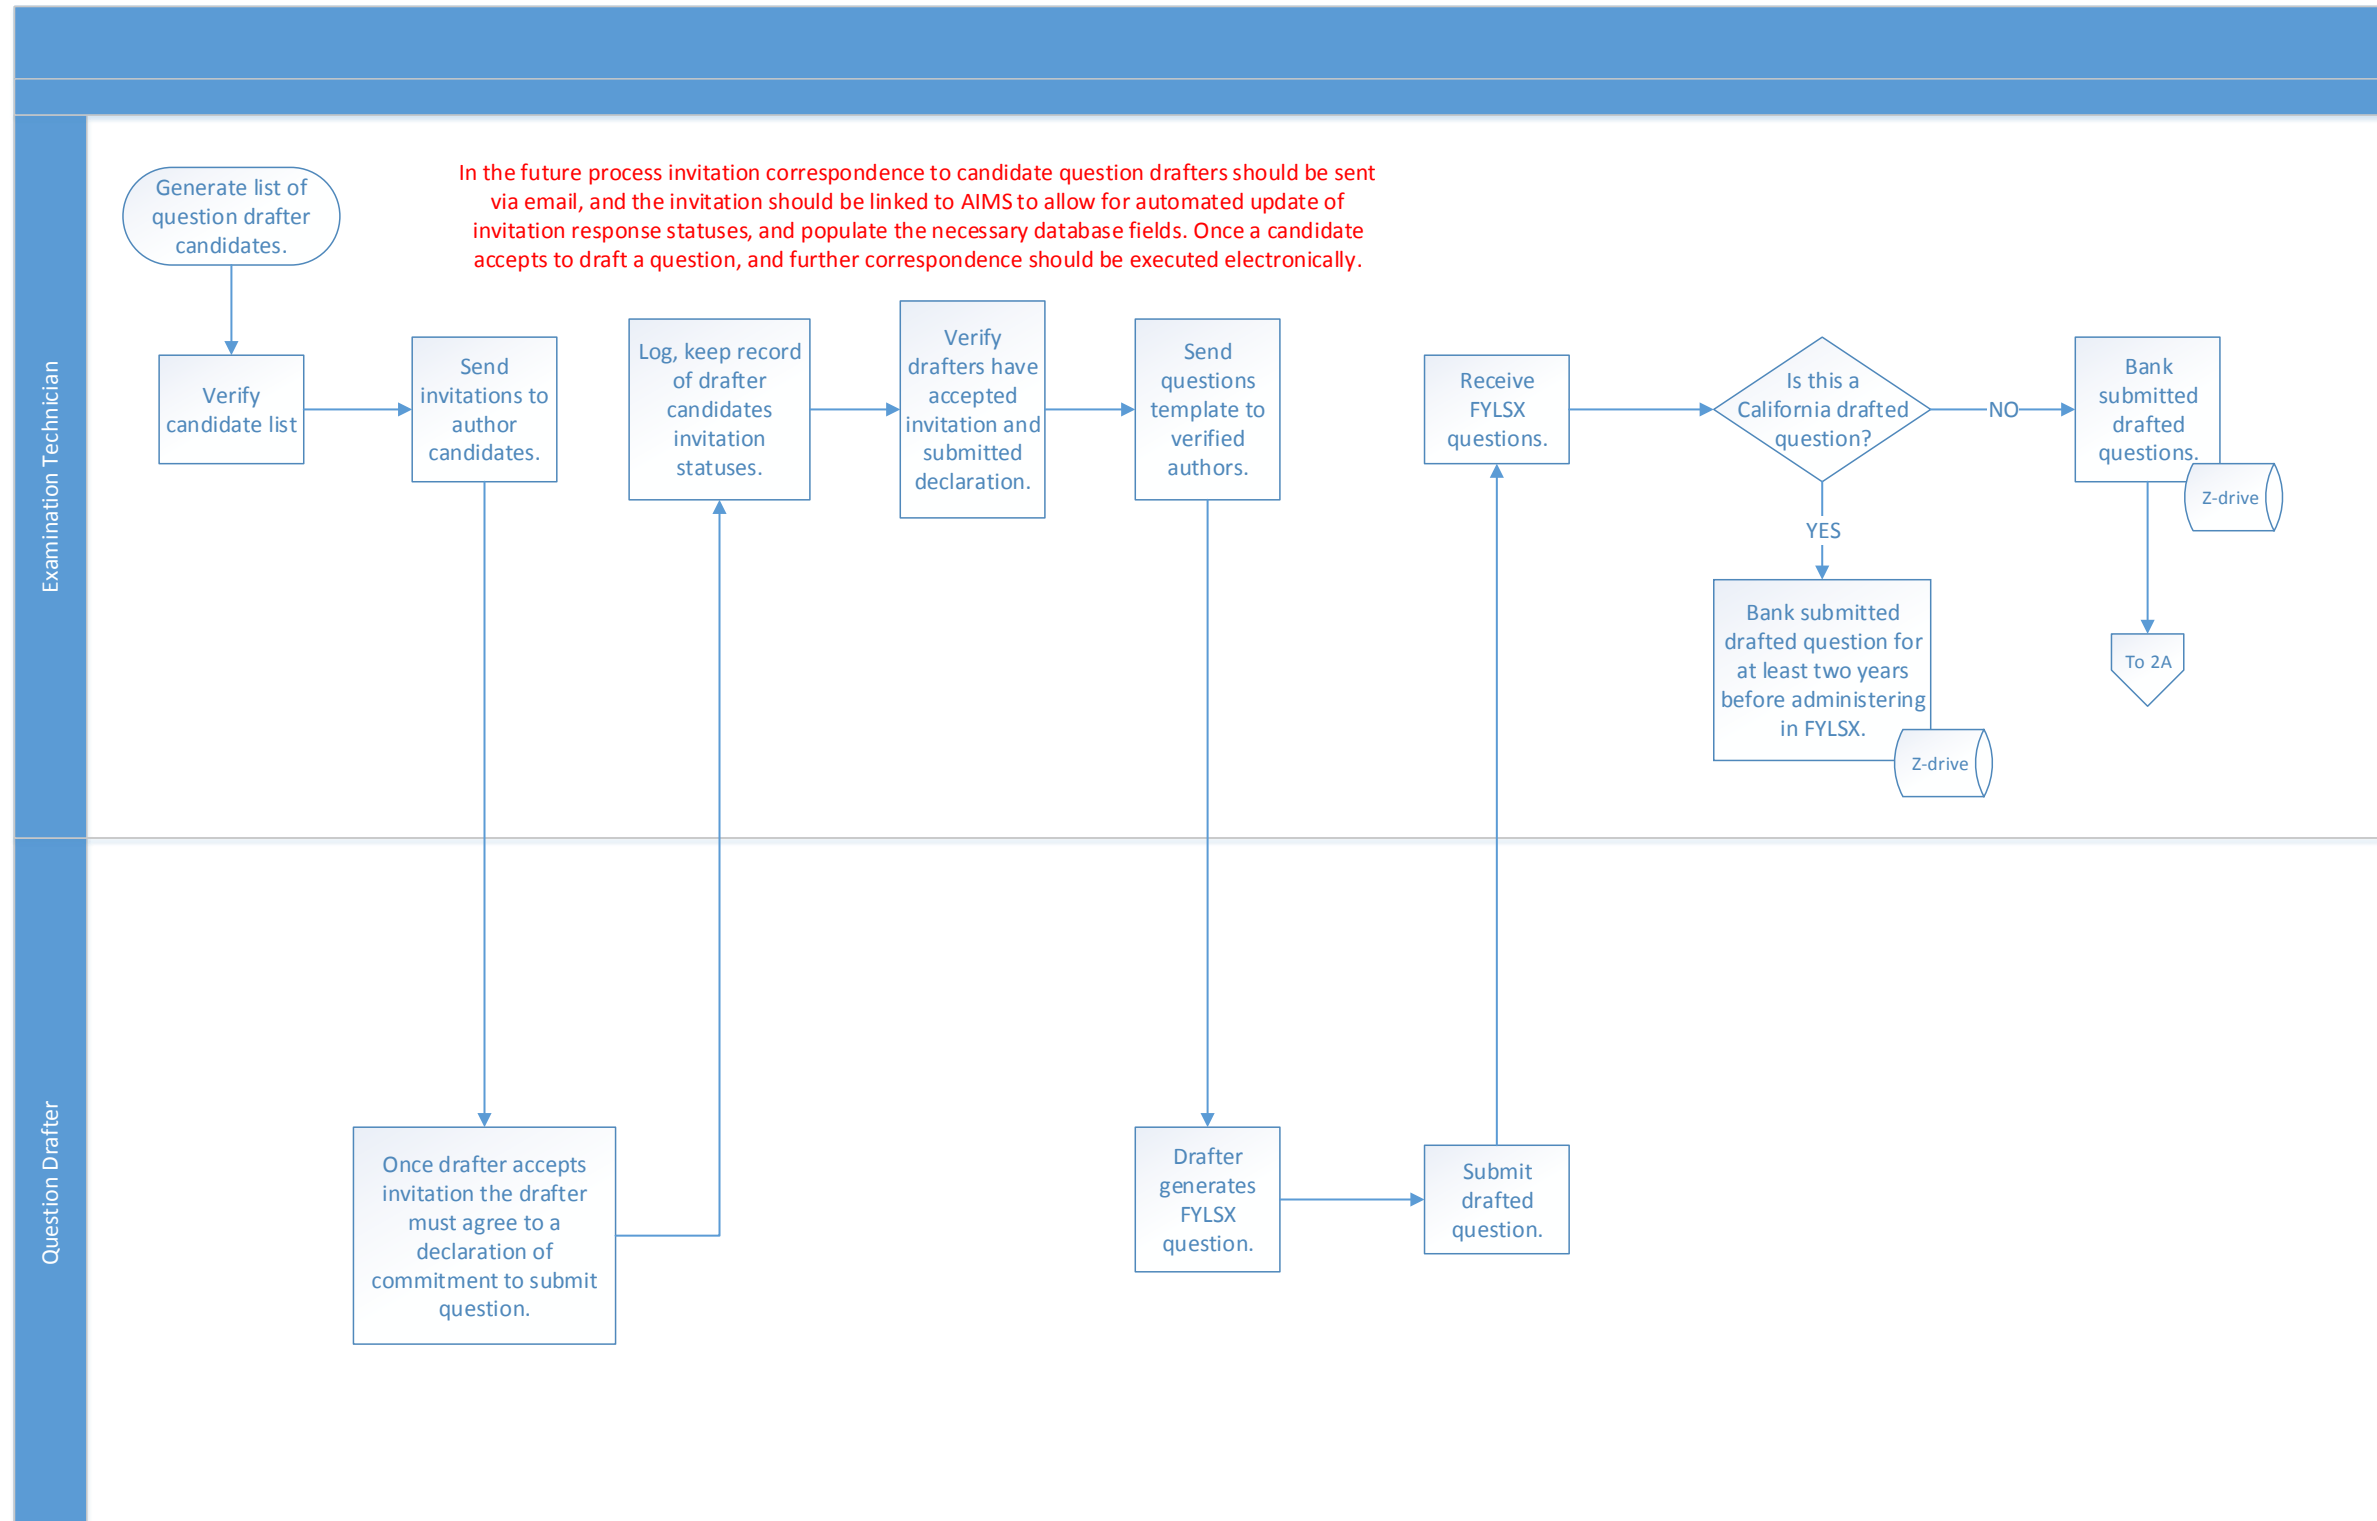 Examination Technician
Generate list of
question drafter
candidates.
In the future process invitation correspondence to candidate question drafters should be sent
via email, and the invitation should be linked to AIMS to allow for automated update of
invitation response statuses, and populate the necessary database fields. Once a candidate
accepts to draft a question, and further correspondence should be executed electronically.
Verify
candidate list
Send
invitations to
author
candidates.
Log, keep record
of drafter
candidates
invitation
statuses.
Verify
drafters have
accepted
invitation and
submitted
declaration.
Send
questions
template to
verified
authors.
Receive
FYLSX
questions.
Is this a
California drafted
question?
NO
Bank
submitted
drafted
questions.
Z-drive
YES
Bank submitted
drafted question for
at least two years
before administering
in FYLSX.
Z-drive
To 2A
Question Drafter
Once drafter accepts
invitation the drafter
must agree to a
declaration of
commitment to submit
question.
Drafter
generates
FYLSX
question.
Submit
drafted
question.